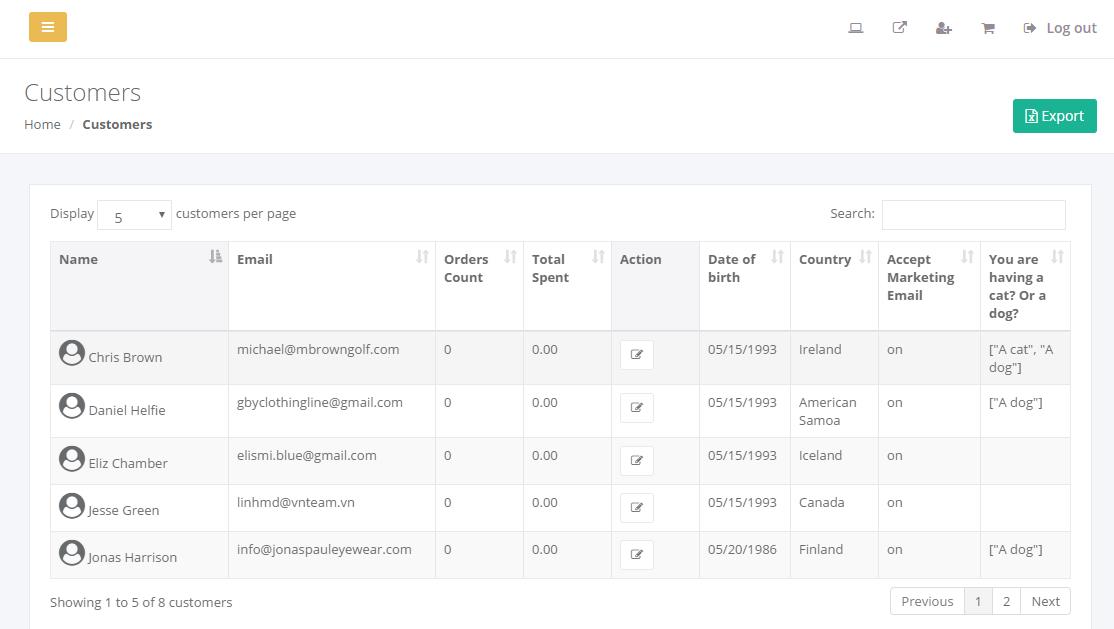 Log out
Customers
Home / Customers
Export
Display 5 customers per page
Search:
Name Email Orders Count Total Spent Action Date of birth Country Accept Marketing Email You are having a cat? Or a dog?
Chris Brown michael@mbrowngolf.com 0 0.00 05/15/1993 Ireland on ["A cat", "A dog"]
Daniel Helfie gbyclothingline@gmail.com 0 0.00 05/15/1993 American Samoa on ["A dog"]
Eliz Chamber elismi.blue@gmail.com 0 0.00 05/15/1993 Iceland on
Jesse Green linhmd@vnteam.vn 0 0.00 05/15/1993 Canada on
Jonas Harrison info@jonaspauleyewear.com 0 0.00 05/20/1986 Finland on ["A dog"]
Showing 1 to 5 of 8 customers
Previous 1 2 Next